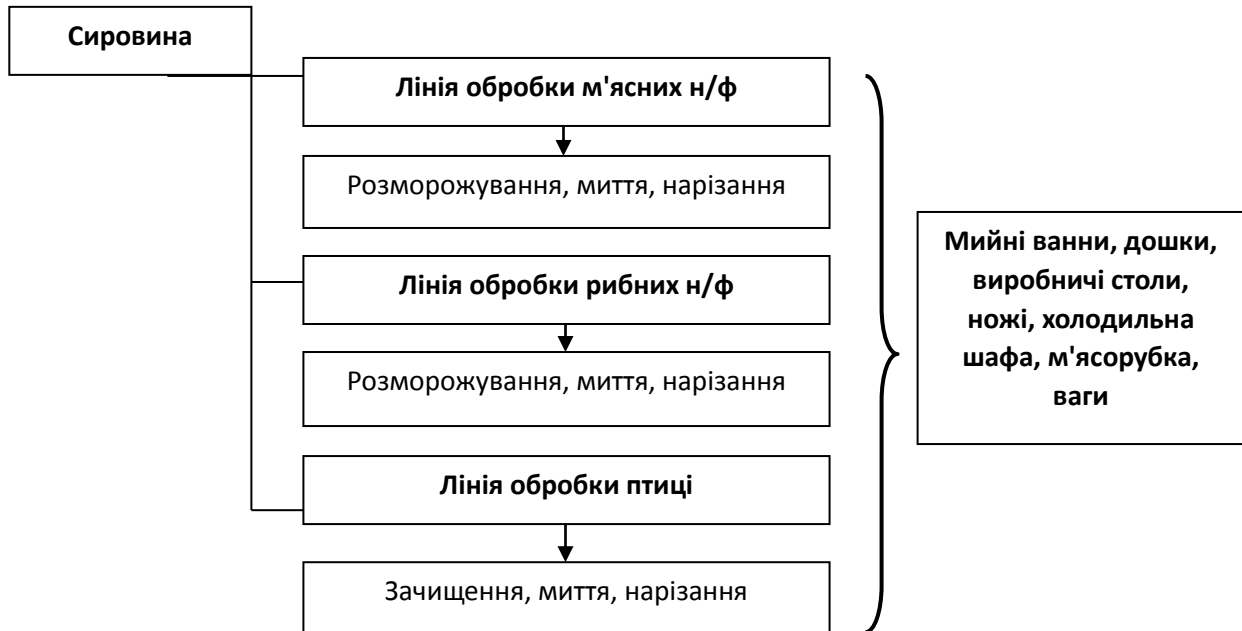 Сировина
Лінія обробки м'ясних н/ф
Розморожування, миття, нарізання
Лінія обробки рибних н/ф
Розморожування, миття, нарізання
Лінія обробки птиці
Зачищення, миття, нарізання
Мийні ванни, дошки,
виробничі столи,
ножі, холодильна
шафа, м'ясорубка,
ваги